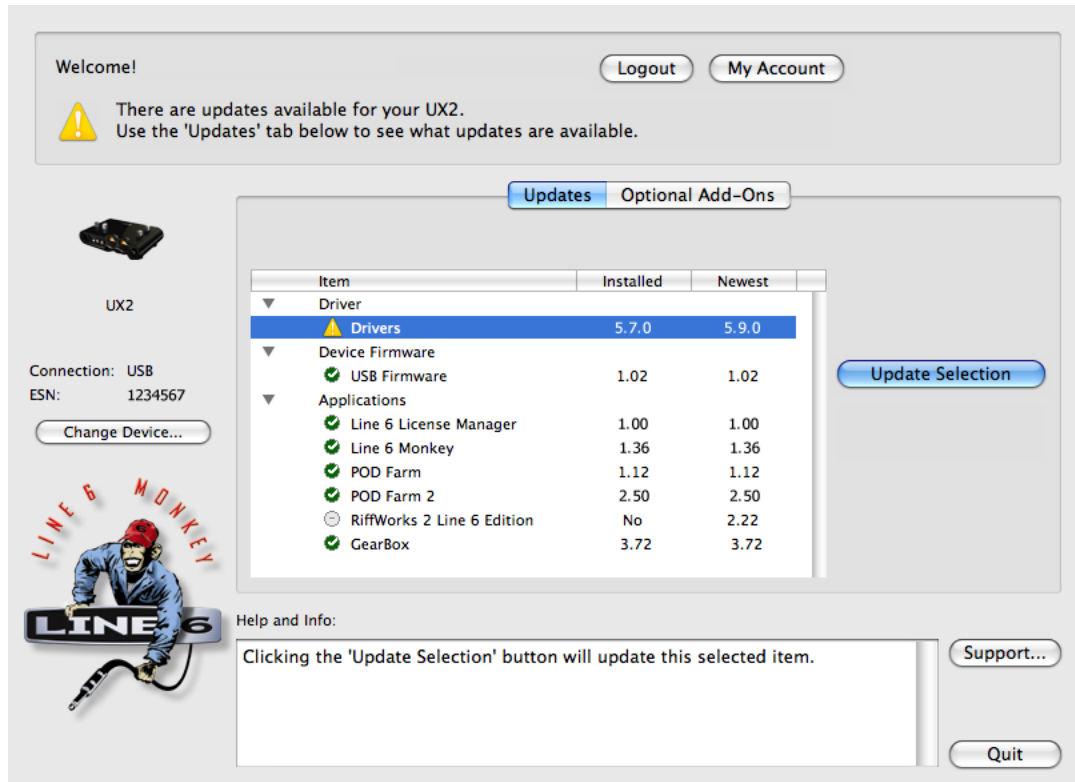 Welcome!
Logout
My Account
There are updates available for your UX2.
Use the 'Updates' tab below to see what updates are available.
Updates
Optional Add-Ons
Item Installed Newest
Driver
Drivers 5.7.0 5.9.0
Device Firmware
USB Firmware 1.02 1.02
Applications
Line 6 License Manager 1.00 1.00
Line 6 Monkey 1.36 1.36
POD Farm 1.12 1.12
POD Farm 2 2.50 2.50
RiffWorks 2 Line 6 Edition No 2.22
GearBox 3.72 3.72
Update Selection
UX2
Connection: USB
ESN: 1234567
Change Device...
LINE 6 MONKEY
LINE 6
Help and Info:
Clicking the 'Update Selection' button will update this selected item.
Support...
Quit